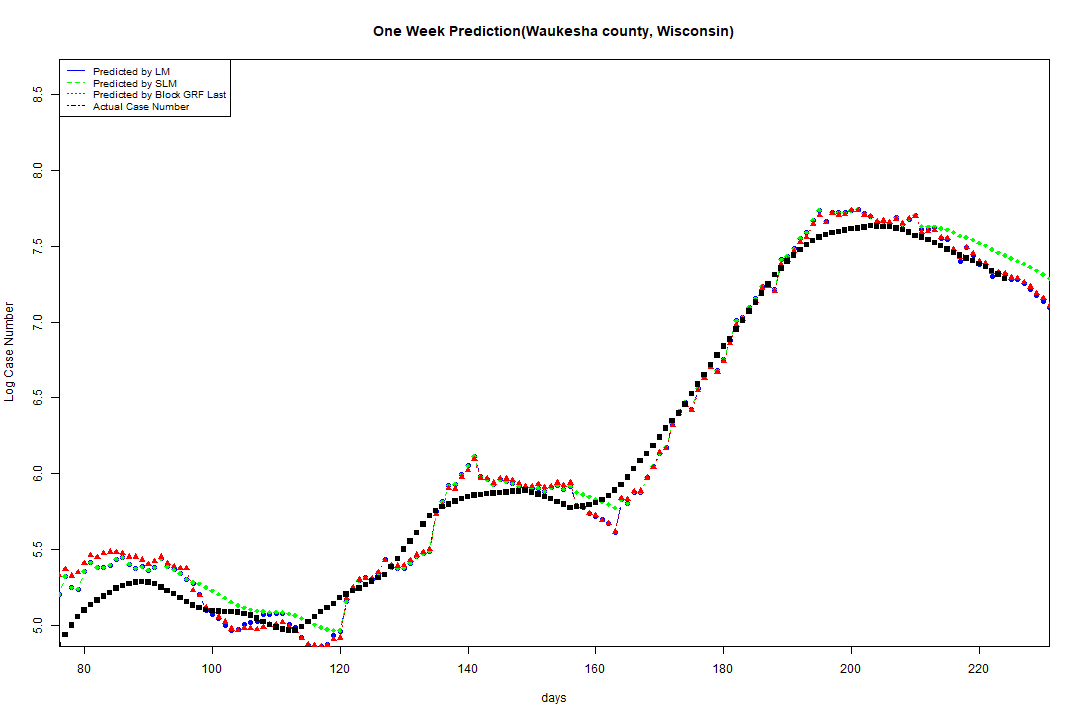 One Week Prediction(Waukesha county, Wisconsin)
Predicted by LM
Predicted by SLM
Predicted by Block GRF Last
Actual Case Number
8.5
8.0
7.5
7.0
6.5
6.0
5.5
5.0
Log Case Number
80 100 120 140 160 180 200 220
days